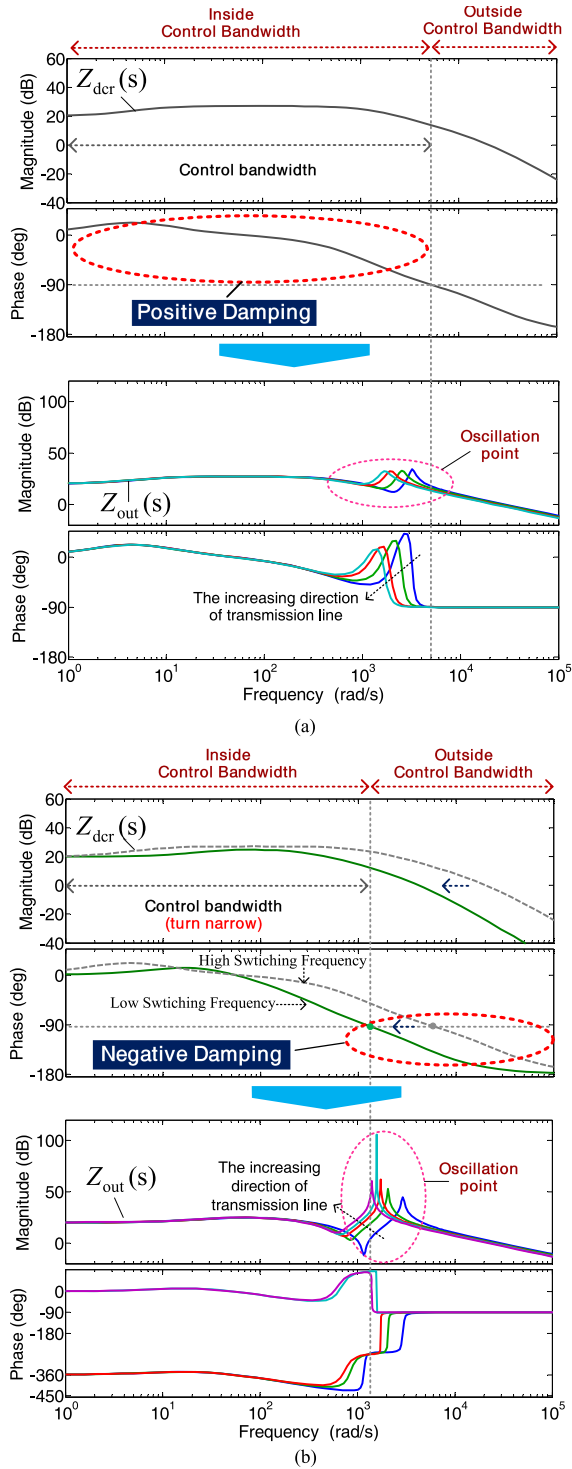 Inside
Control Bandwidth
Outside
Control Bandwidth
60
40
20
0
20
-40
Magnitude (dB)
Zdcr(s)
Control bandwidth
0
-90
-180
Phase (deg)
Positive Damping
100
50
0
Magnitude (dB)
Oscillation
point
Zout(s)
0
-90
-180
Phase (deg)
The increasing direction
of transmission line
10^0 10^1 10^2 10^3 10^4 10^5
Frequency (rad/s)
(a)
Inside
Control Bandwidth
Outside
Control Bandwidth
60
40
20
0
20
-40
Magnitude (dB)
Zdcr(s)
Control bandwidth
(turn narrow)
0
-90
-180
Phase (deg)
High Swtiching Frequency
Low Swtiching Frequency
Negative Damping
100
50
0
Magnitude (dB)
The increasing
direction of
transmission line
Oscillation
point
Zout(s)
0
-90
-180
-360
-450
Phase (deg)
10^0 10^1 10^2 10^3 10^4 10^5
Frequency (rad/s)
(b)